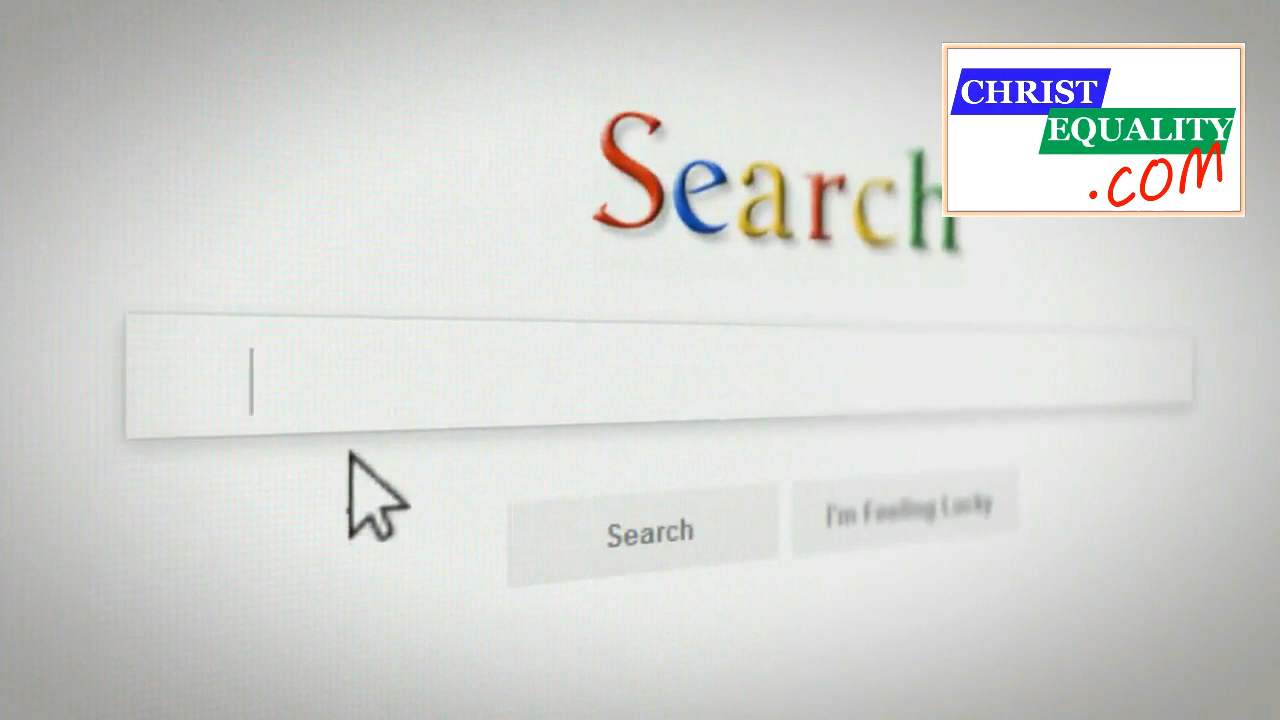 Search
CHRIST
EQUALITY
.COM
Search
I'm Feeling Lucky